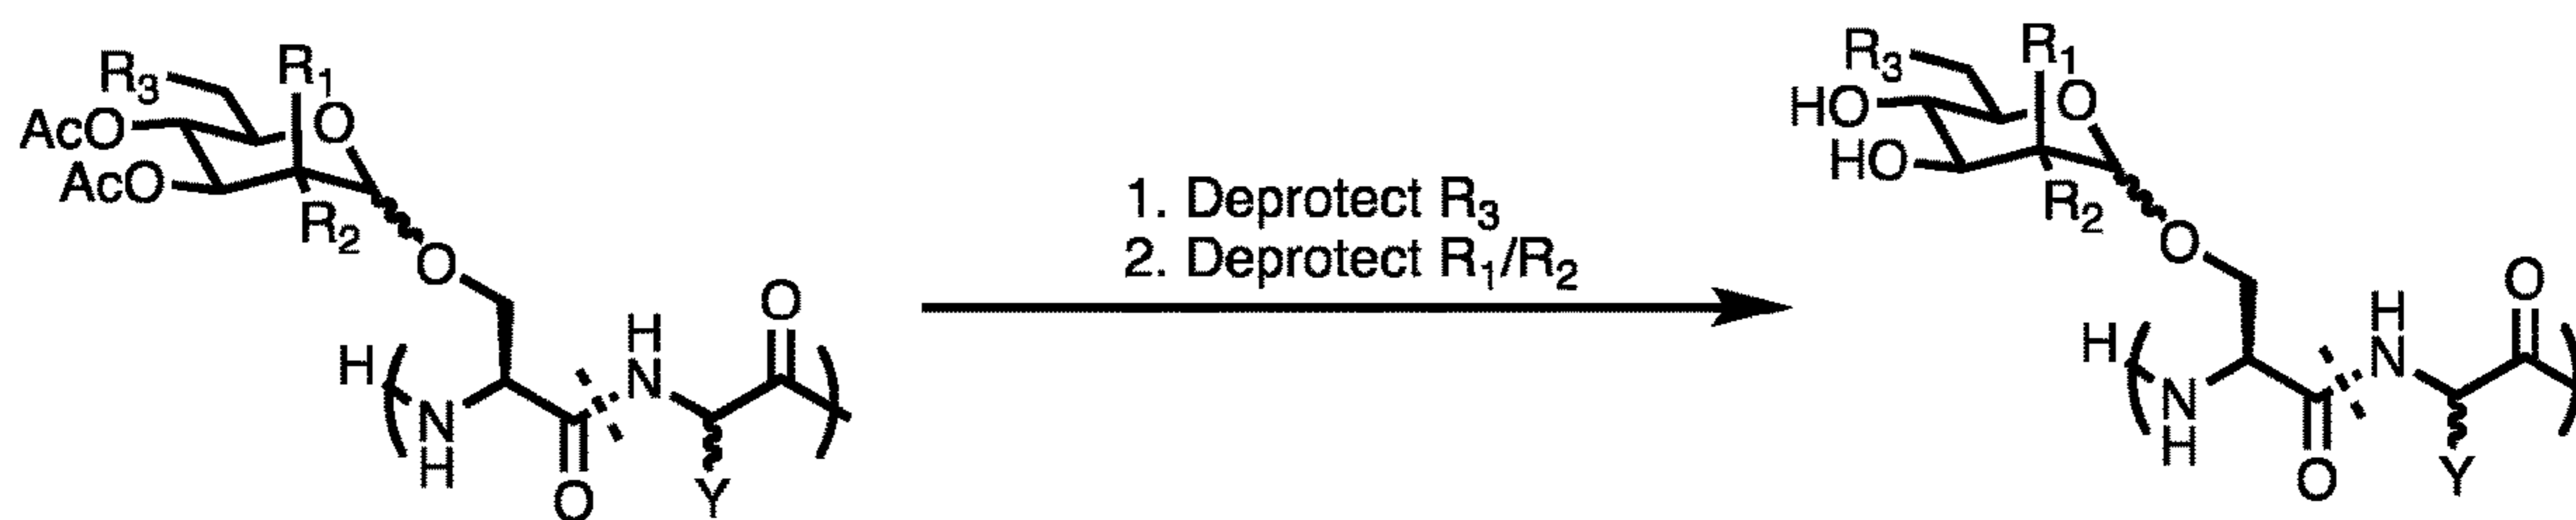 R₃
R₁
AcO
O
AcO
R₂
O
O
H
H
N
N
H
O
Y
1. Deprotect R₃
2. Deprotect R₁/R₂
R₃
R₁
HO
O
HO
R₂
O
O
H
H
N
N
H
O
Y